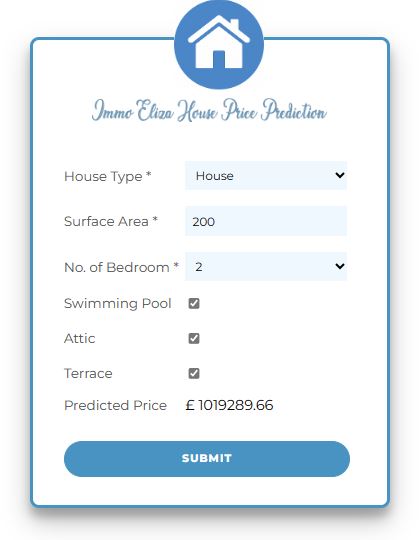 Immo Eliza House Price Prediction
House Type * House
Surface Area * 200
No. of Bedroom * 2
Swimming Pool
Attic
Terrace
Predicted Price £ 1019289.66
SUBMIT